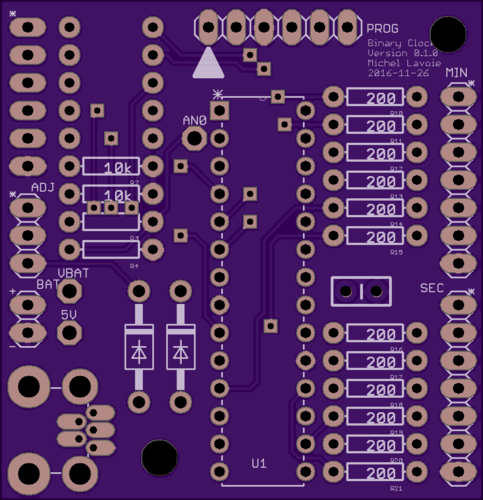 * PROG
Binary Clock
Version 0.1.0
Michel Lavoie
2016-11-26
MIN
*
*
200
R10
AN0
200
R11
200
R12
10k
R2
200
R13
ADJ
*
10k
200
R14
R3
200
R15
R4
VBAT
+
BAT
SEC
*
5V
-
200
R16
200
R17
200
R18
200
R19
U1
200
R20
200
R21